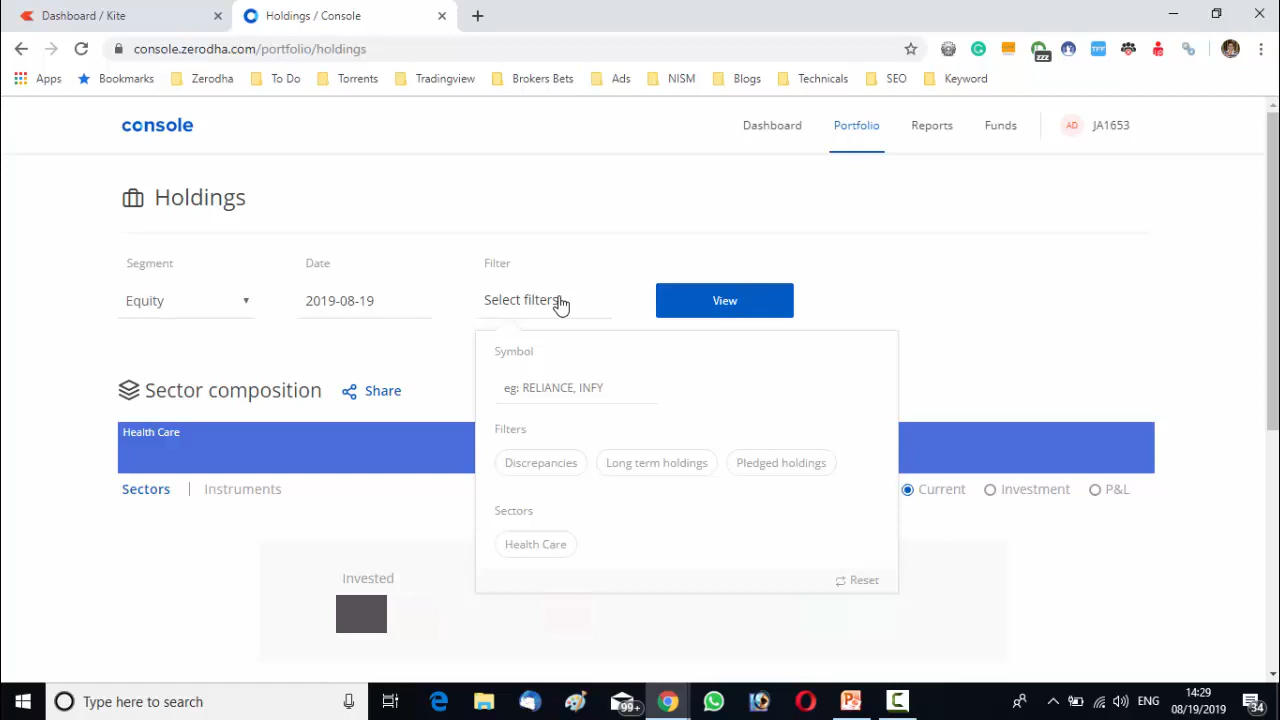 Dashboard / Kite
Holdings / Console
console.zerodha.com/portfolio/holdings
Apps Bookmarks Zerodha To Do Torrents Tradingview Brokers Bets Ads NISM Blogs Technicals SEO Keyword
console
Dashboard Portfolio Reports Funds AD JA1653
Holdings
Segment Date Filter
Equity 2019-08-19 Select filters View
Symbol
eg: RELIANCE, INFY
Sector composition Share
Health Care
Filters
Discrepancies Long term holdings Pledged holdings
Sectors Instruments Current Investment P&L
Sectors
Health Care
Invested
Reset
Type here to search
99+
ENG
14:29
08/19/2019
34